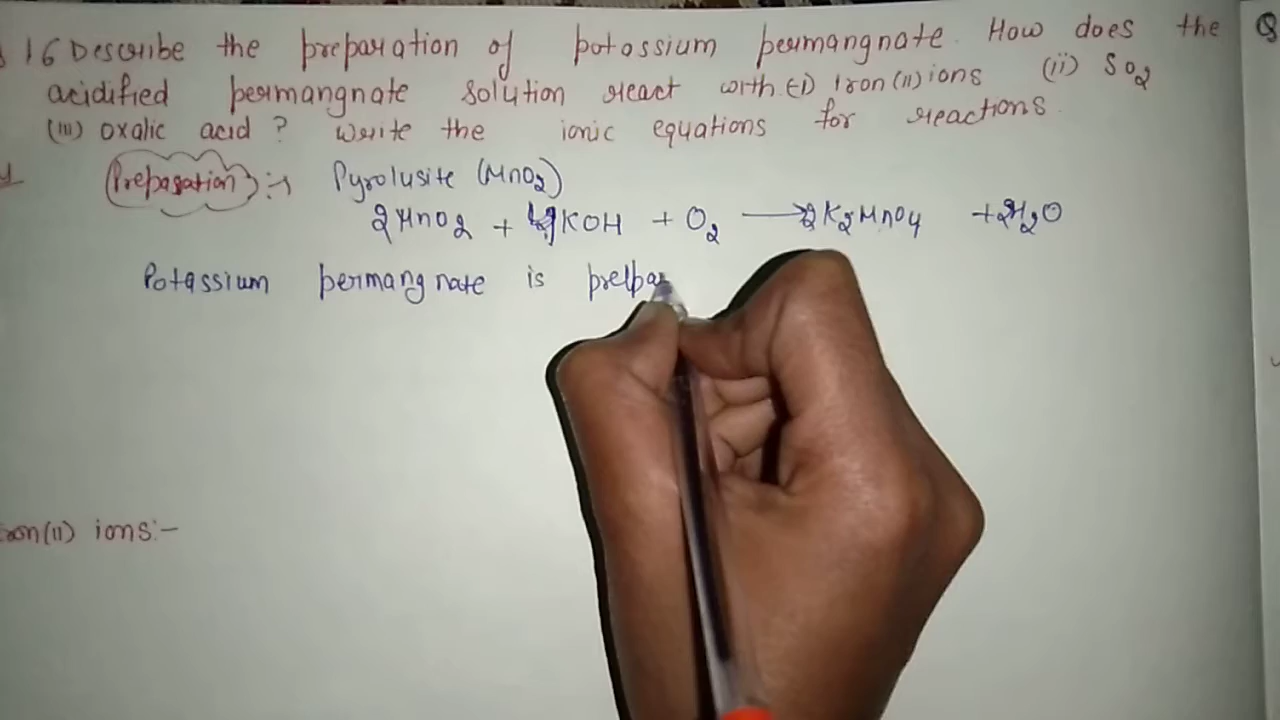 16 Describe the preparation of potassium permangnate. How does the
acidified permangnate solution react with (i) Iron (II) ions (ii) SO2
(iii) oxalic acid? Write the ionic equations for reactions.
Preparation :→ Pyrolusite (MnO2)
2MnO2 + 4KOH + O2 → 2K2MnO4 + 2H2O
Potassium permangnate is prepa
(II) ions:-